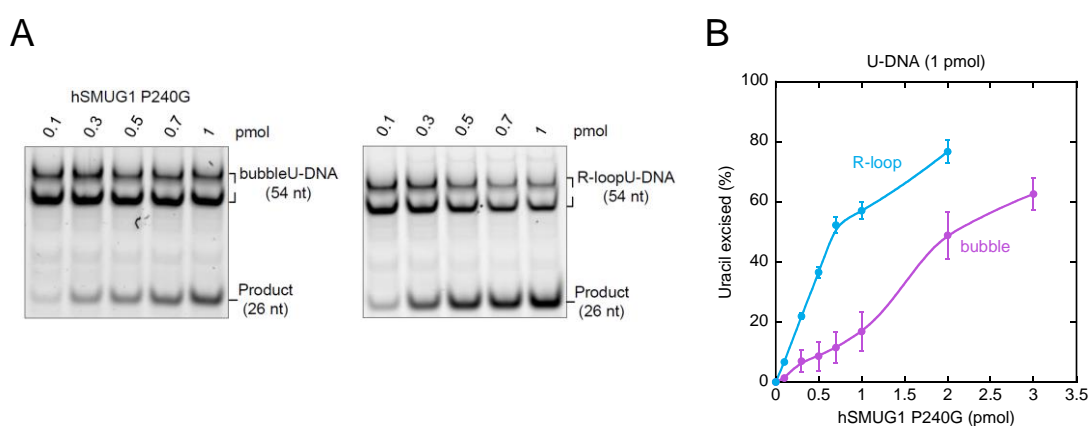 A
hSMUG1 P240G
0.1 0.3 0.5 0.7 1 pmol
bubbleU-DNA
(54 nt)
Product
(26 nt)
0.1 0.3 0.5 0.7 1 pmol
R-loopU-DNA
(54 nt)
Product
(26 nt)
B
U-DNA (1 pmol)
Uracil excised (%)
100
80
60
40
20
0
R-loop
bubble
0 0.5 1 1.5 2 2.5 3 3.5
hSMUG1 P240G (pmol)